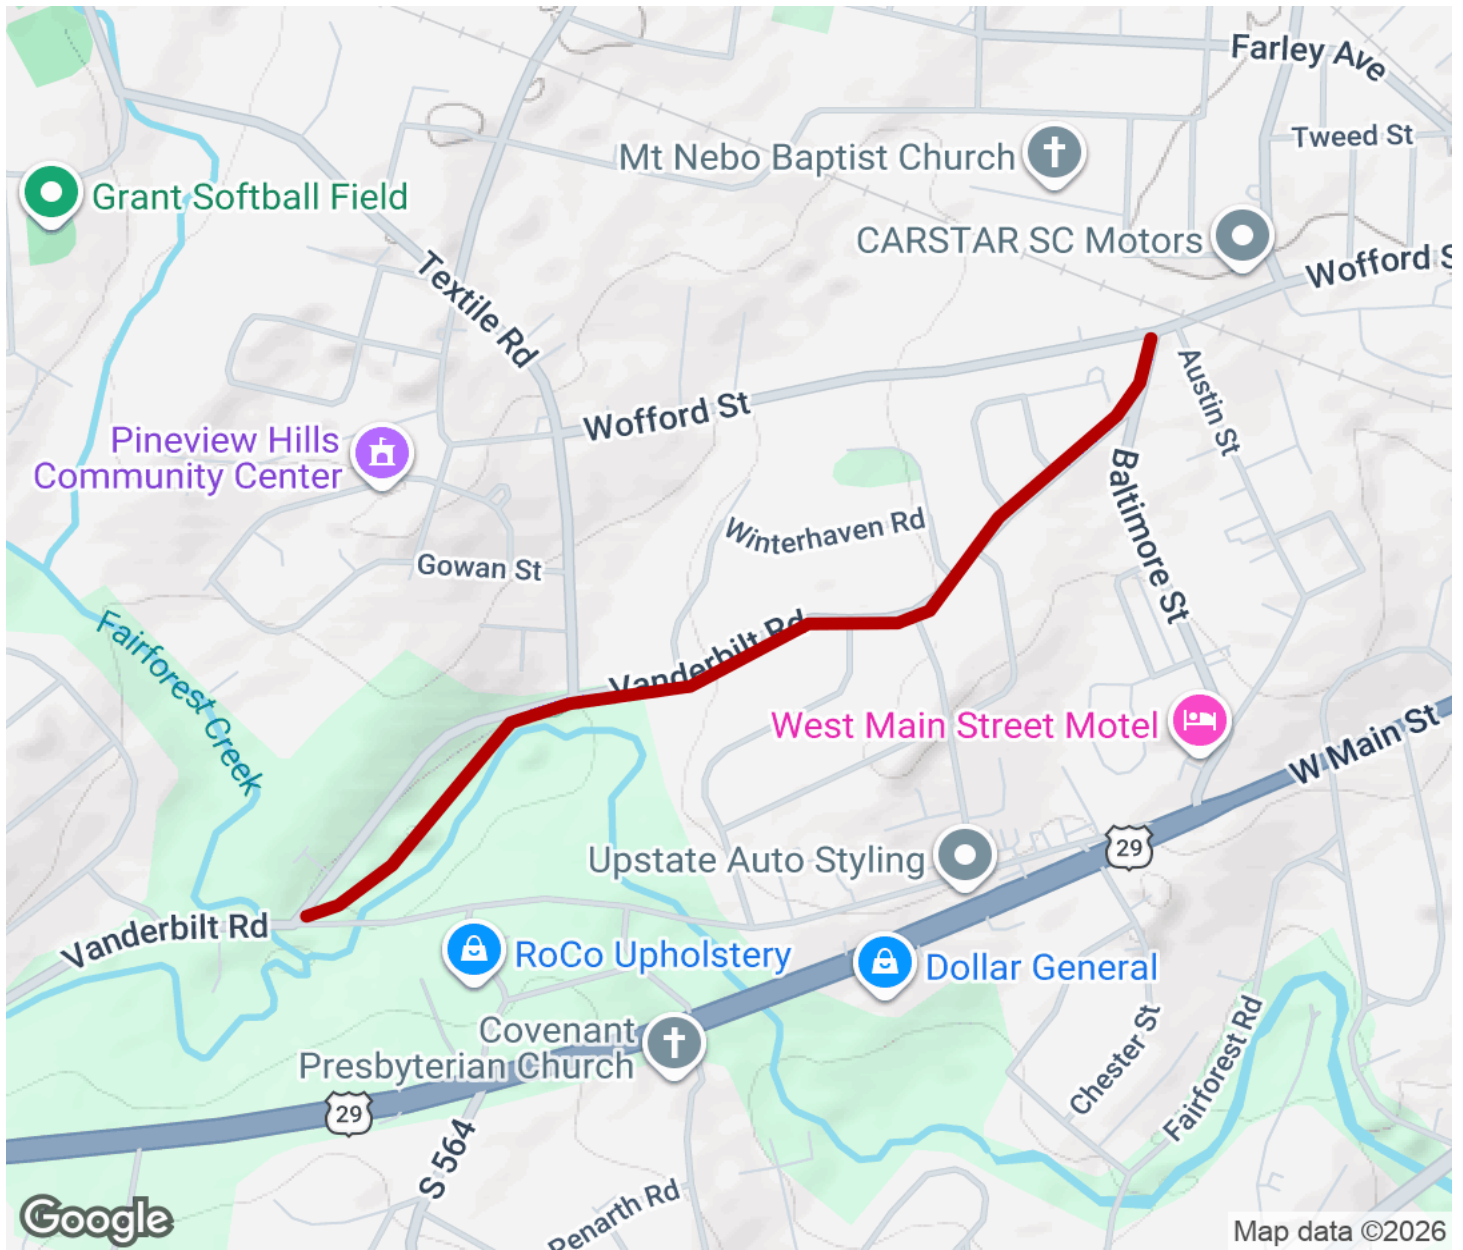 Farley Ave
Tweed St
Mt Nebo Baptist Church
Grant Softball Field
CARSTAR SC Motors
Wofford S
Textile Rd
Austin St
Wofford St
Pineview Hills
Community Center
Baltimore St
Winterhaven Rd
Gowan St
Fairforest Creek
Vanderbilt Rd
West Main Street Motel
W Main St
29
Upstate Auto Styling
Vanderbilt Rd
RoCo Upholstery
Dollar General
Covenant
Presbyterian Church
Chester St
Fairforest Rd
29
S 564
Penarth Rd
Google
Map data ©2026